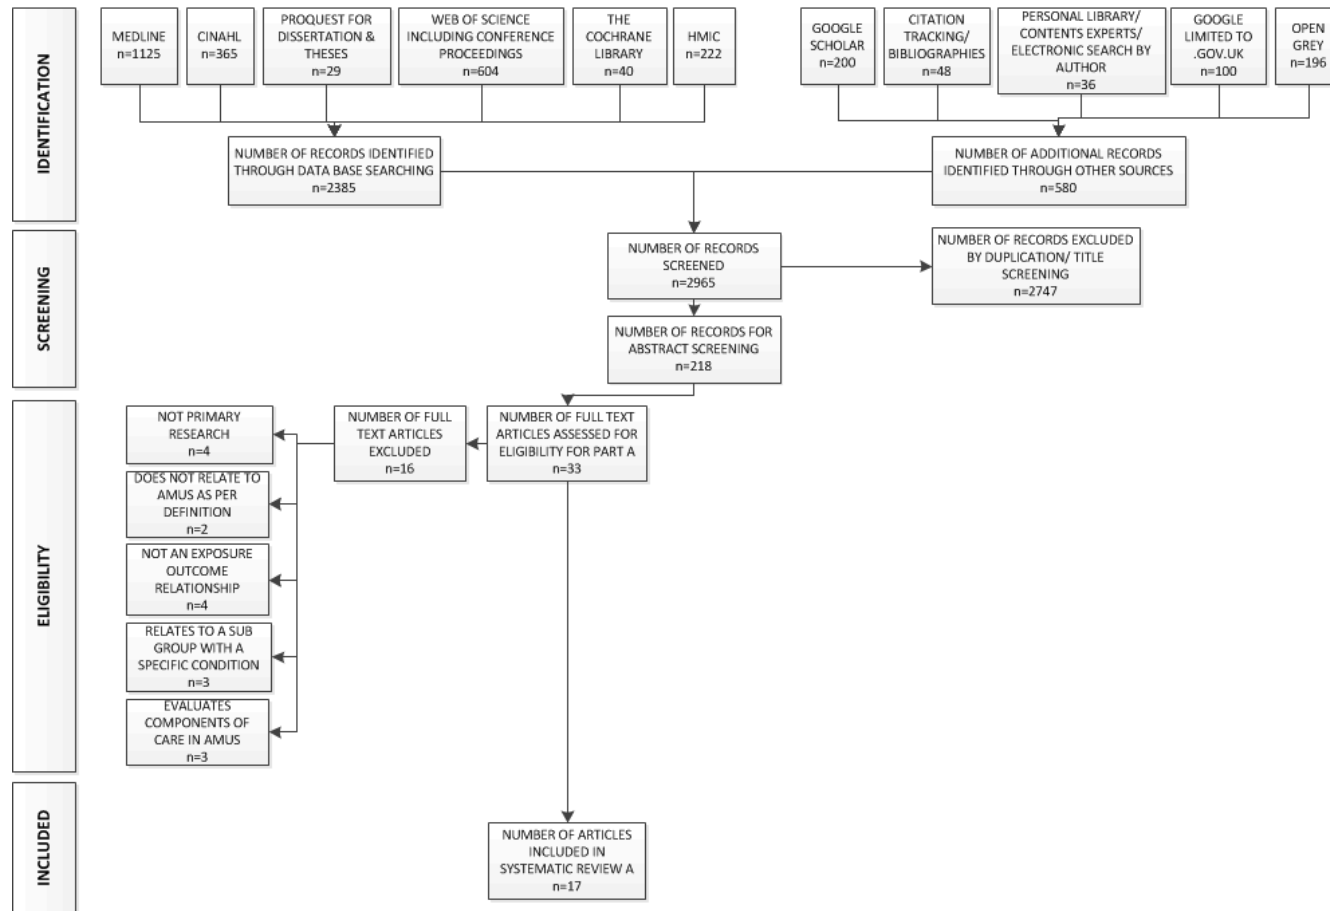 IDENTIFICATION
MEDLINE
n=1125
CINAHL
n=365
PROQUEST FOR
DISSERTATION &
THESES
n=29
WEB OF SCIENCE
INCLUDING CONFERENCE
PROCEEDINGS
n=604
THE
COCHRANE
LIBRARY
n=40
HMIC
n=222
GOOGLE
SCHOLAR
n=200
CITATION
TRACKING/
BIBLIOGRAPHIES
n=48
PERSONAL LIBRARY/
CONTENTS EXPERTS/
ELECTRONIC SEARCH BY
AUTHOR
n=36
GOOGLE
LIMITED TO
.GOV.UK
n=100
OPEN
GREY
n=196
NUMBER OF RECORDS IDENTIFIED
THROUGH DATA BASE SEARCHING
n=2385
NUMBER OF ADDITIONAL RECORDS
IDENTIFIED THROUGH OTHER SOURCES
n=580
SCREENING
NUMBER OF RECORDS
SCREENED
n=2965
NUMBER OF RECORDS EXCLUDED
BY DUPLICATION/ TITLE
SCREENING
n=2747
NUMBER OF RECORDS FOR
ABSTRACT SCREENING
n=218
ELIGIBILITY
NUMBER OF FULL TEXT
ARTICLES ASSESSED FOR
ELIGIBILITY FOR PART A
n=33
NUMBER OF FULL
TEXT ARTICLES
EXCLUDED
n=16
NOT PRIMARY
RESEARCH
n=4
DOES NOT RELATE TO
AMUS AS PER
DEFINITION
n=2
NOT AN EXPOSURE
OUTCOME
RELATIONSHIP
n=4
RELATES TO A SUB
GROUP WITH A
SPECIFIC CONDITION
n=3
EVALUATES
COMPONENTS OF
CARE IN AMUS
n=3
INCLUDED
NUMBER OF ARTICLES
INCLUDED IN
SYSTEMATIC REVIEW A
n=17